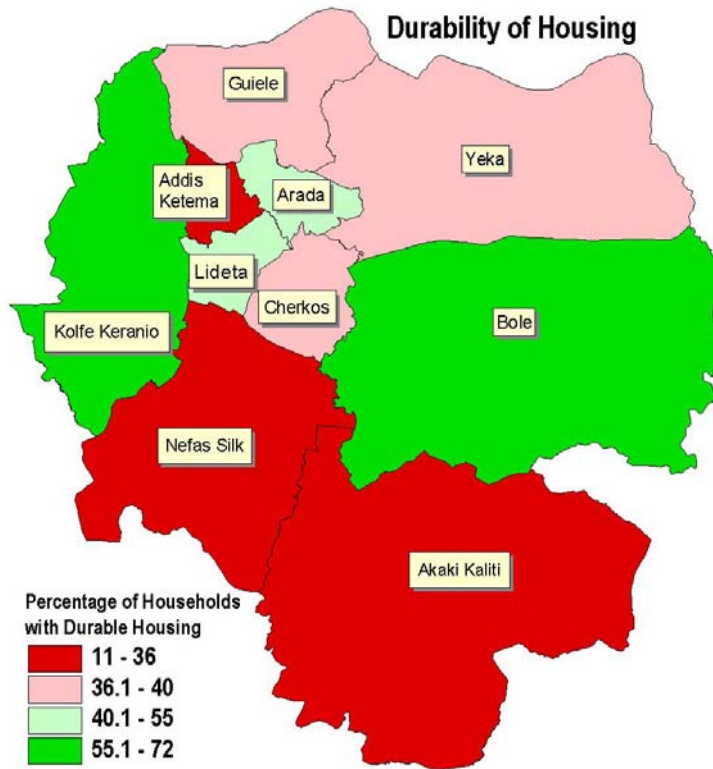 Durability of Housing
Guiele
Yeka
Addis
Ketema
Arada
Lideta
Cherkos
Bole
Kolfe Keranio
Nefas Silk
Akaki Kaliti
Percentage of Households
with Durable Housing
11 - 36
36.1 - 40
40.1 - 55
55.1 - 72